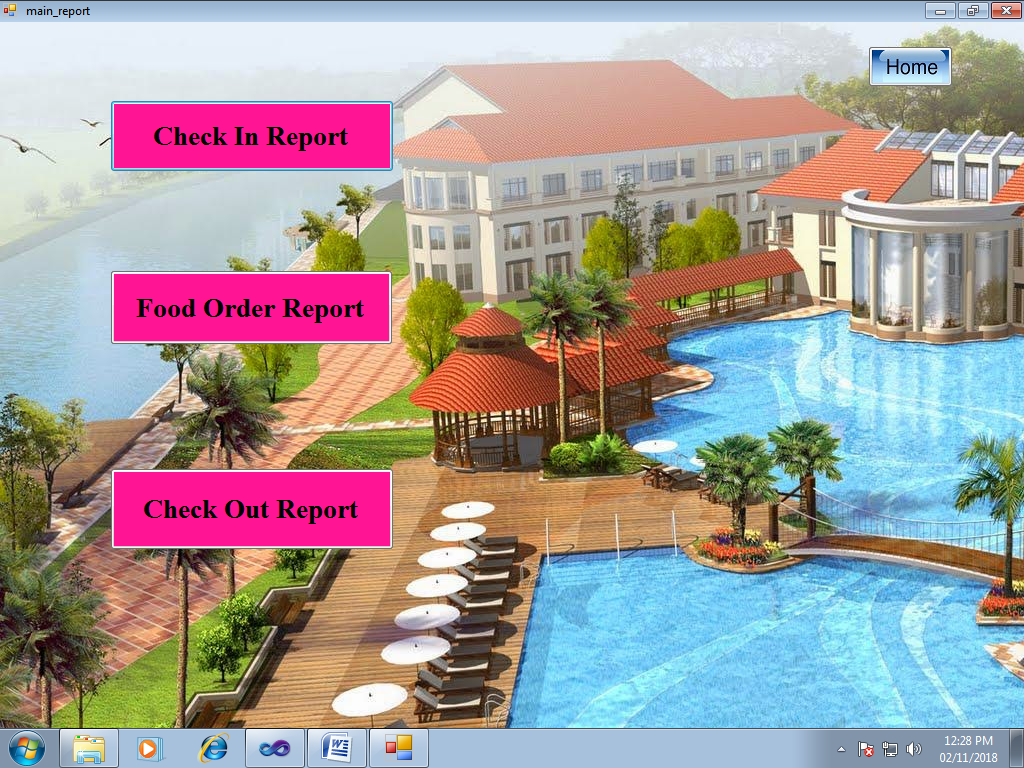 main_report
Home
Check In Report
Food Order Report
Check Out Report
12:28 PM
02/11/2018